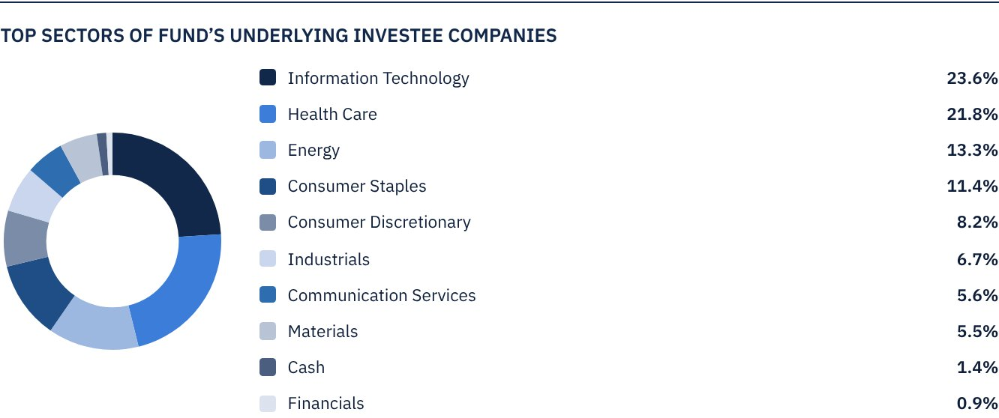 TOP SECTORS OF FUND’S UNDERLYING INVESTEE COMPANIES
Information Technology 23.6%
Health Care 21.8%
Energy 13.3%
Consumer Staples 11.4%
Consumer Discretionary 8.2%
Industrials 6.7%
Communication Services 5.6%
Materials 5.5%
Cash 1.4%
Financials 0.9%